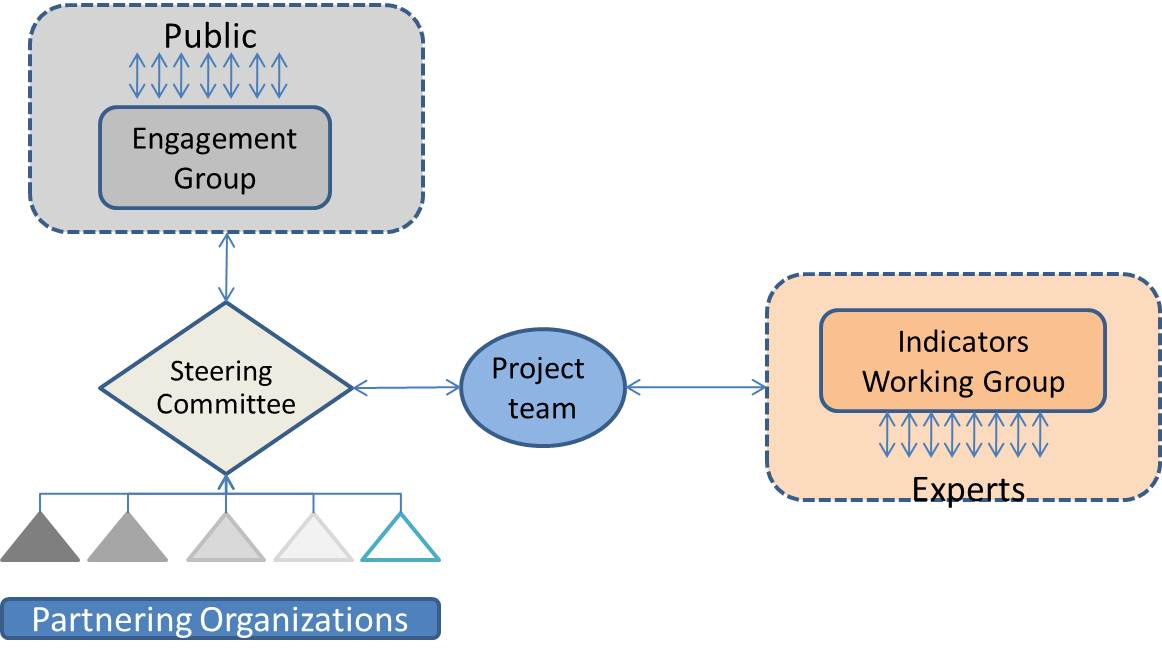 Public
Engagement
Group
Steering
Committee
Project
team
Indicators
Working Group
Experts
Partnering Organizations